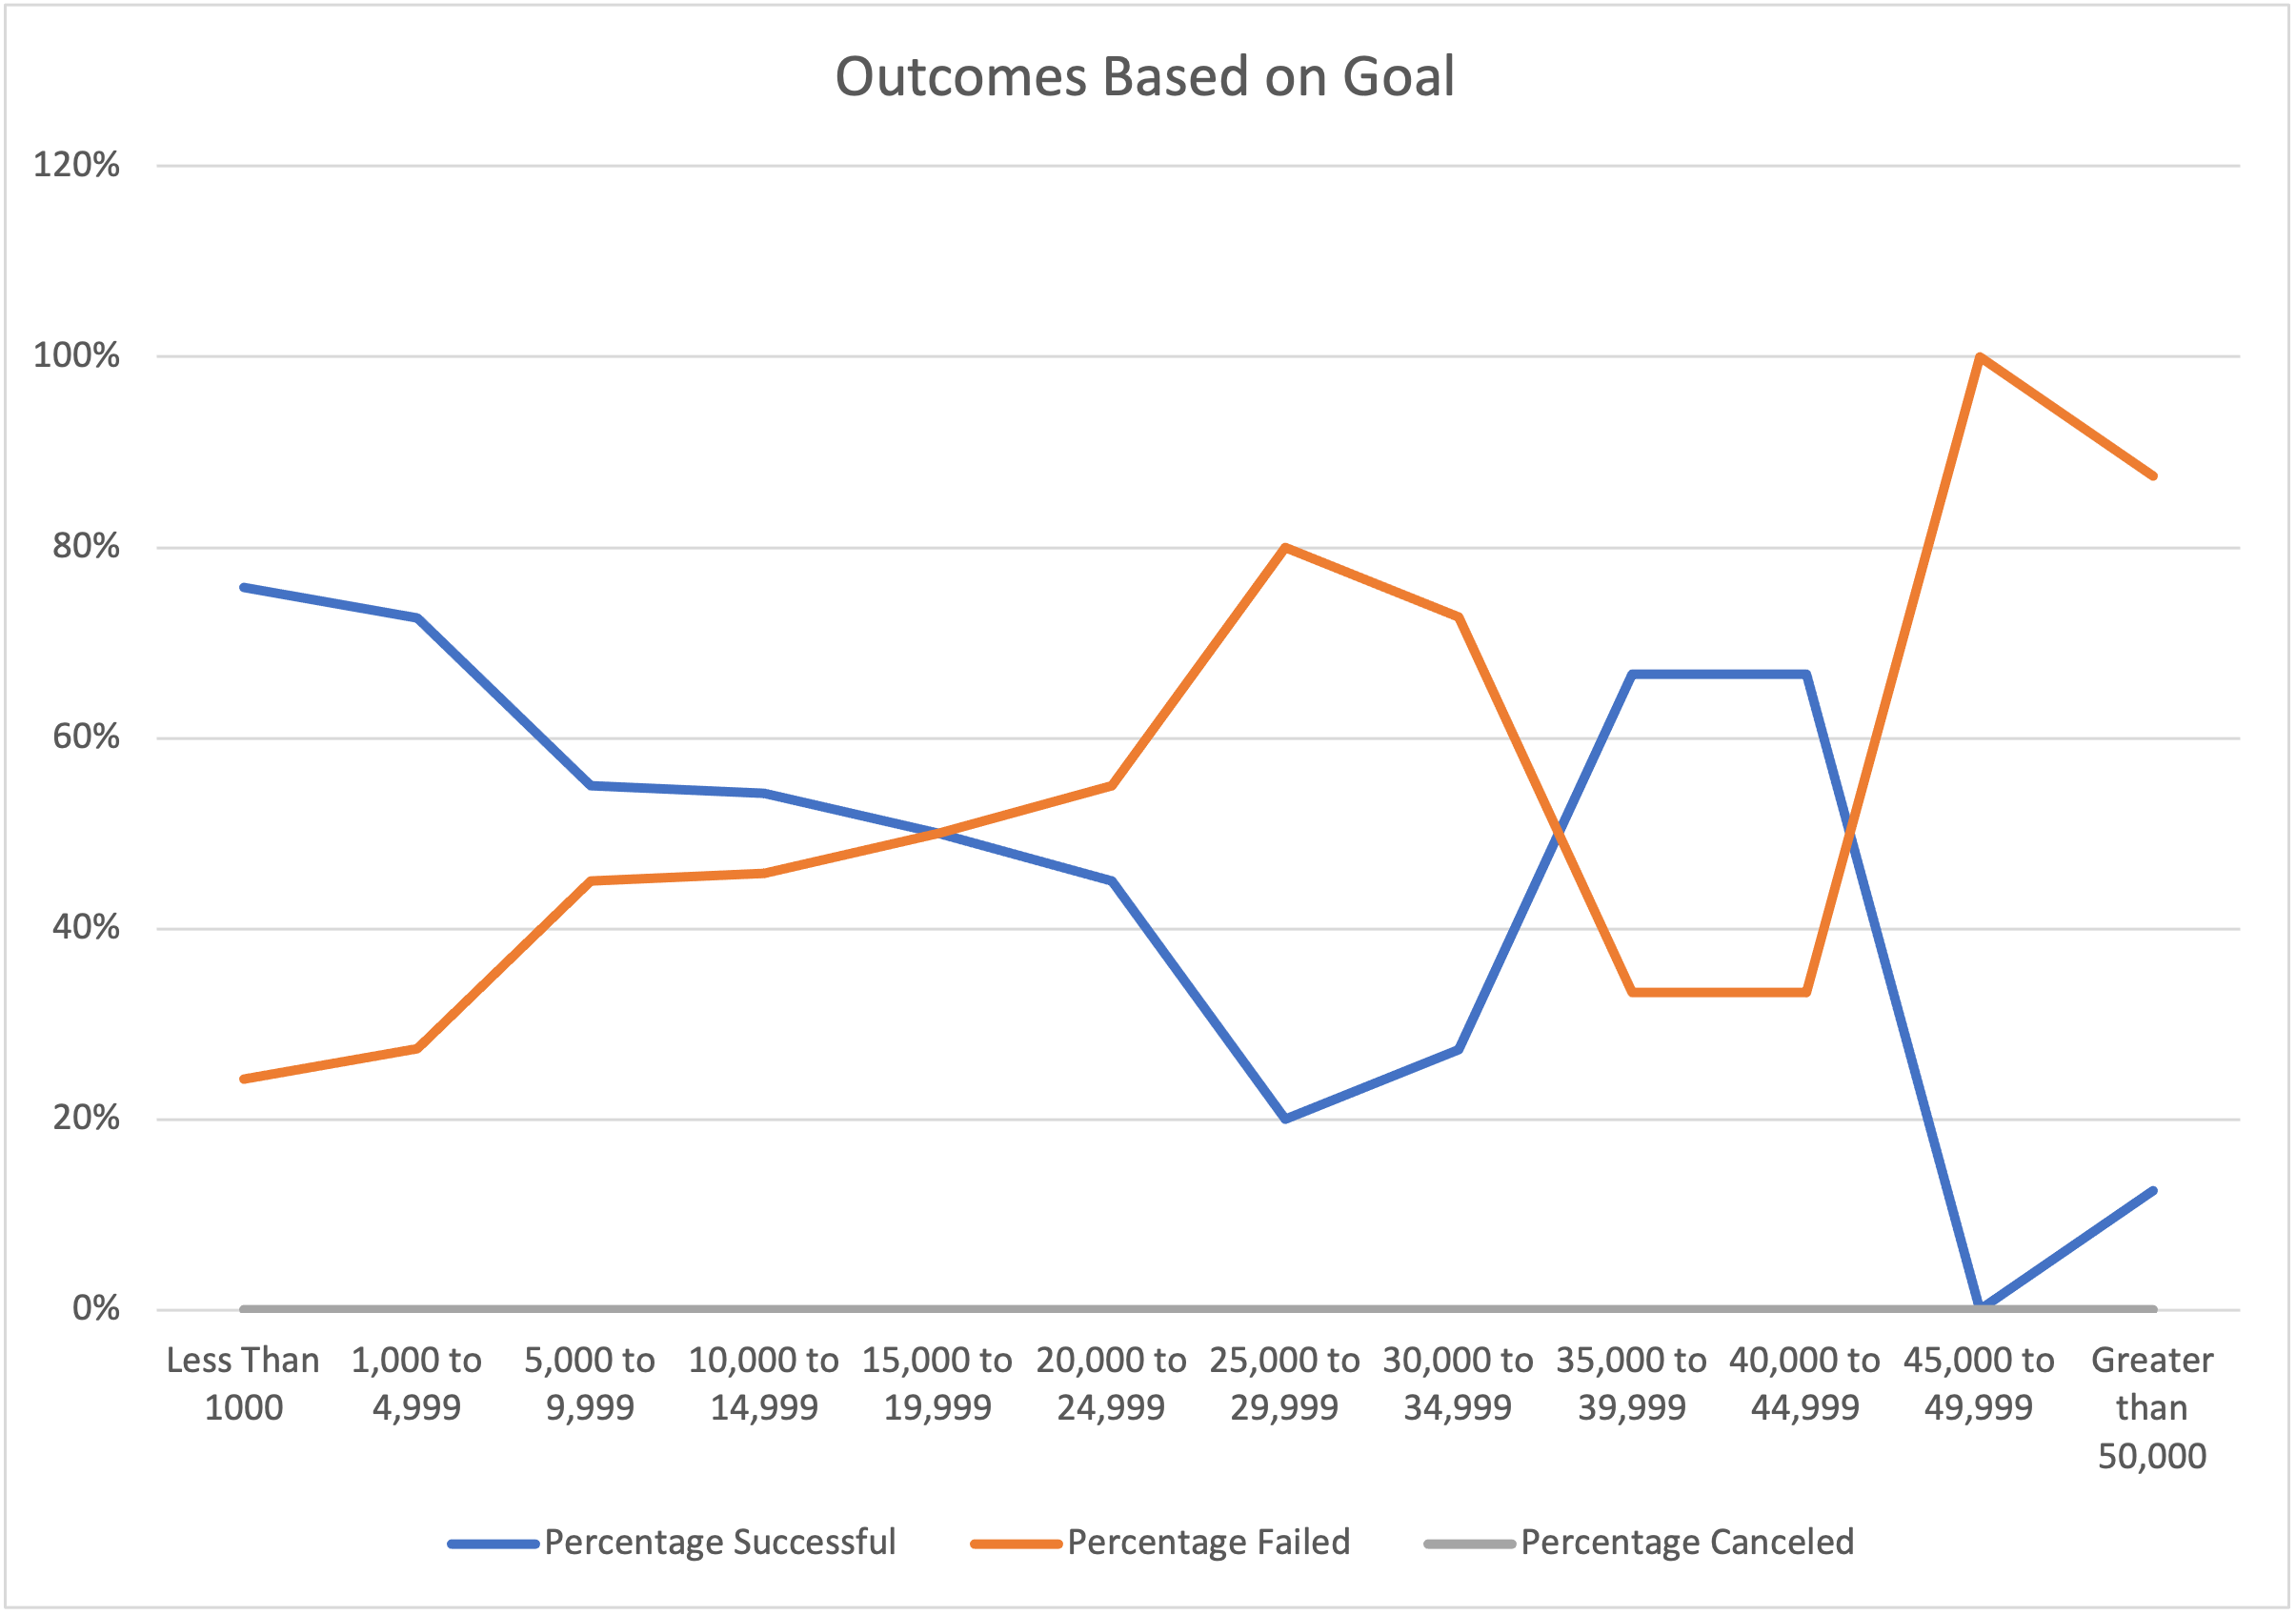 Outcomes Based on Goal
120%
100%
80%
60%
40%
20%
0%
Less Than
1000
1,000 to
4,999
5,000 to
9,999
10,000 to
14,999
15,000 to
19,999
20,000 to
24,999
25,000 to
29,999
30,000 to
34,999
35,000 to
39,999
40,000 to
44,999
45,000 to
49,999
Greater
than
50,000
Percentage Successful
Percentage Failed
Percentage Canceled